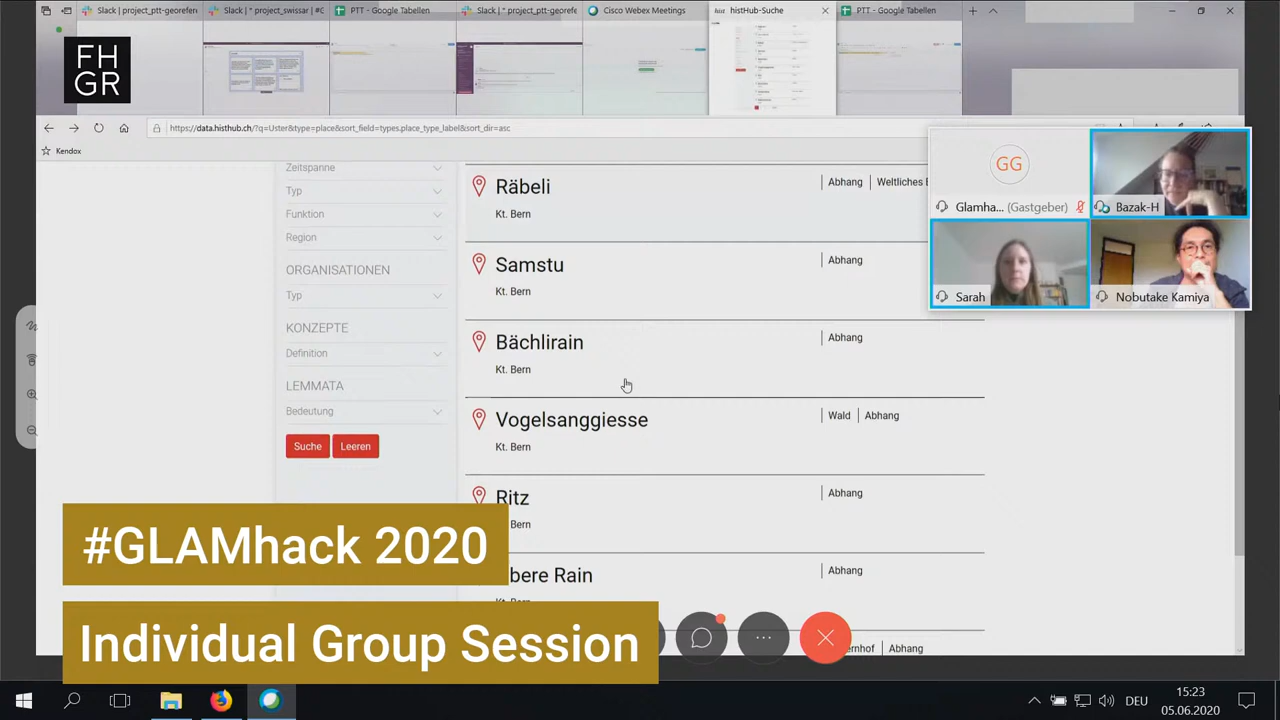 Slack | project_ptt-georefere
Slack | * project_swissar | #G
PTT - Google Tabellen
Slack | * project_ptt-georefe
Cisco Webex Meetings
hist histHub-Suche
PTT - Google Tabellen
FH
GR
https://data.histhub.ch/?q=Uster&type=place&sort_field=types.place_type_label&sort_dir=asc
Kendox
Zeitspanne
Typ
Funktion
Region
ORGANISATIONEN
Typ
KONZEPTE
Definition
LEMMATA
Bedeutung
Suche Leeren
Räbeli
Abhang Weltliches
Kt. Bern
Samstu
Abhang
Kt. Bern
Bächlirain
Abhang
Kt. Bern
Vogelsanggiesse
Wald Abhang
Kt. Bern
Ritz
Abhang
Bern
bere Rain
Abhang
Abhang
GG
Glamha... (Gastgeber)
Bazak-H
Sarah
Nobutake Kamiya
#GLAMhack 2020
Individual Group Session
DEU
15:23
05.06.2020